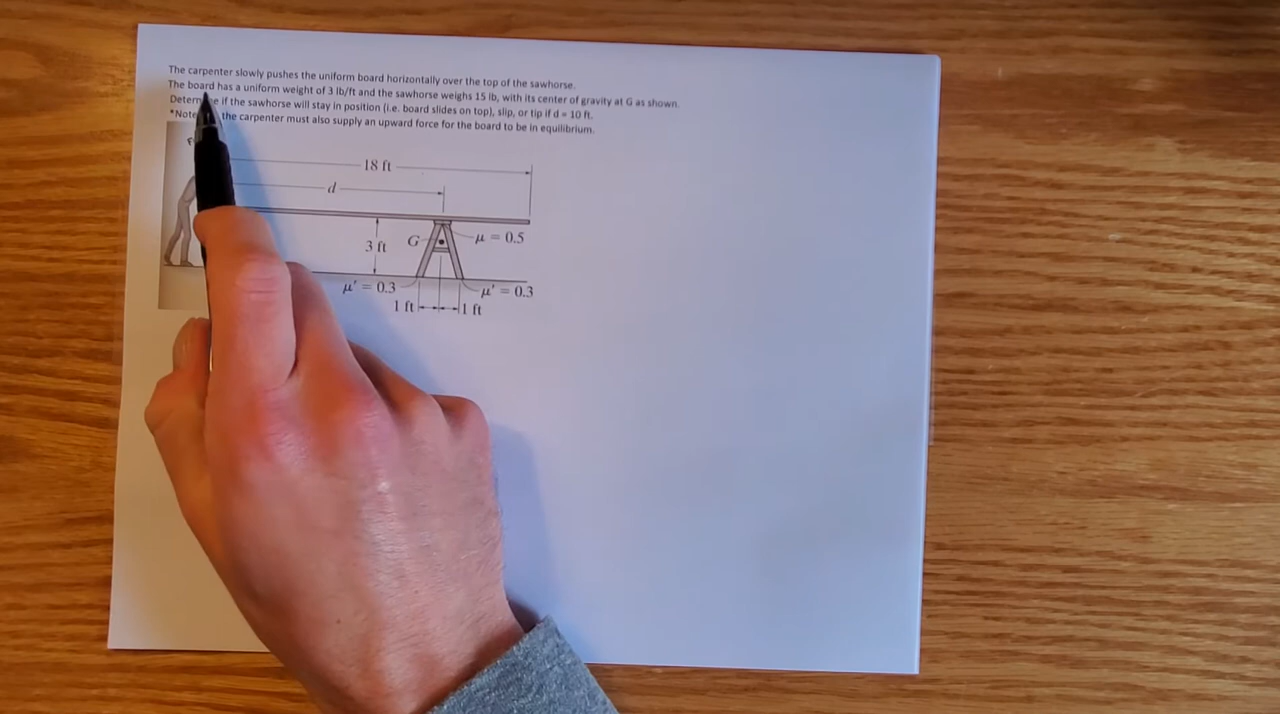 The carpenter slowly pushes the uniform board horizontally over the top of the sawhorse.
The board has a uniform weight of 3 lb/ft and the sawhorse weighs 15 lb, with its center of gravity at G as shown.
if the sawhorse will stay in position (i.e. board slides on top), slip, or tip if d = 10 ft.
*Note the carpenter must also supply an upward force for the board to be in equilibrium.
18 ft
d
3 ft
G
μ = 0.5
μ' = 0.3
μ' = 0.3
1 ft
1 ft